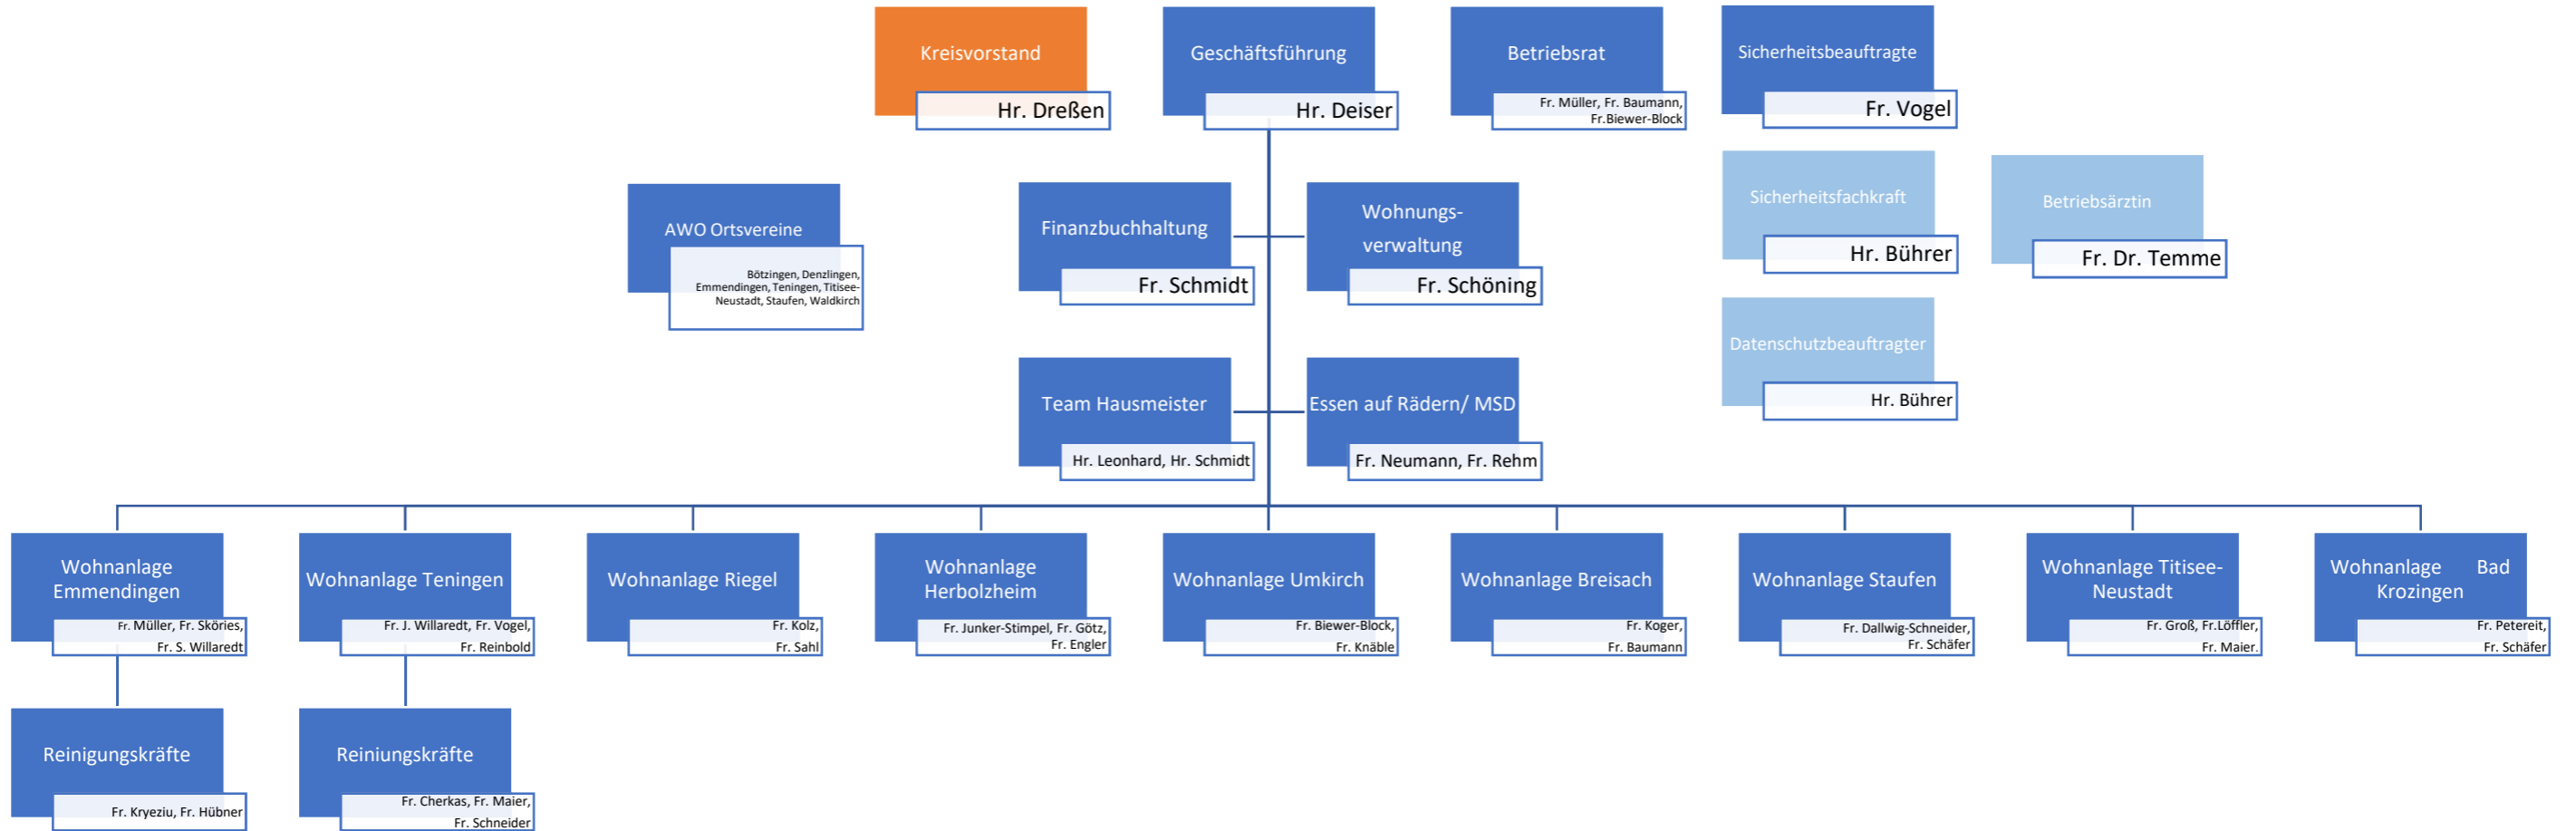 Kreisvorstand
Hr. Dreßen
Geschäftsführung
Hr. Deiser
Betriebsrat
Fr. Müller, Fr. Baumann,
Fr.Biewer-Block
Sicherheitsbeauftragte
Fr. Vogel
AWO Ortsvereine
Bötzingen, Denzlingen,
Emmendingen, Teningen, Titisee-
Neustadt, Staufen, Waldkirch
Finanzbuchhaltung
Fr. Schmidt
Wohnungs-
verwaltung
Fr. Schöning
Sicherheitsfachkraft
Hr. Bührer
Betriebsärztin
Fr. Dr. Temme
Datenschutzbeauftragter
Hr. Bührer
Team Hausmeister
Hr. Leonhard, Hr. Schmidt
Essen auf Rädern/ MSD
Fr. Neumann, Fr. Rehm
Wohnanlage
Emmendingen
Fr. Müller, Fr. Sköries,
Fr. S. Willaredt
Wohnanlage Teningen
Fr. J. Willaredt, Fr. Vogel,
Fr. Reinbold
Wohnanlage Riegel
Fr. Kolz,
Fr. Sahl
Wohnanlage
Herbolzheim
Fr. Junker-Stimpel, Fr. Götz,
Fr. Engler
Wohnanlage Umkirch
Fr. Biewer-Block,
Fr. Knäble
Wohnanlage Breisach
Fr. Koger,
Fr. Baumann
Wohnanlage Staufen
Fr. Dallwig-Schneider,
Fr. Schäfer
Wohnanlage Titisee-
Neustadt
Fr. Groß, Fr.Löffler,
Fr. Maier.
Wohnanlage Bad
Krozingen
Fr. Petereit,
Fr. Schäfer
Reinigungskräfte
Fr. Kryeziu, Fr. Hübner
Reiniungskräfte
Fr. Cherkas, Fr. Maier,
Fr. Schneider